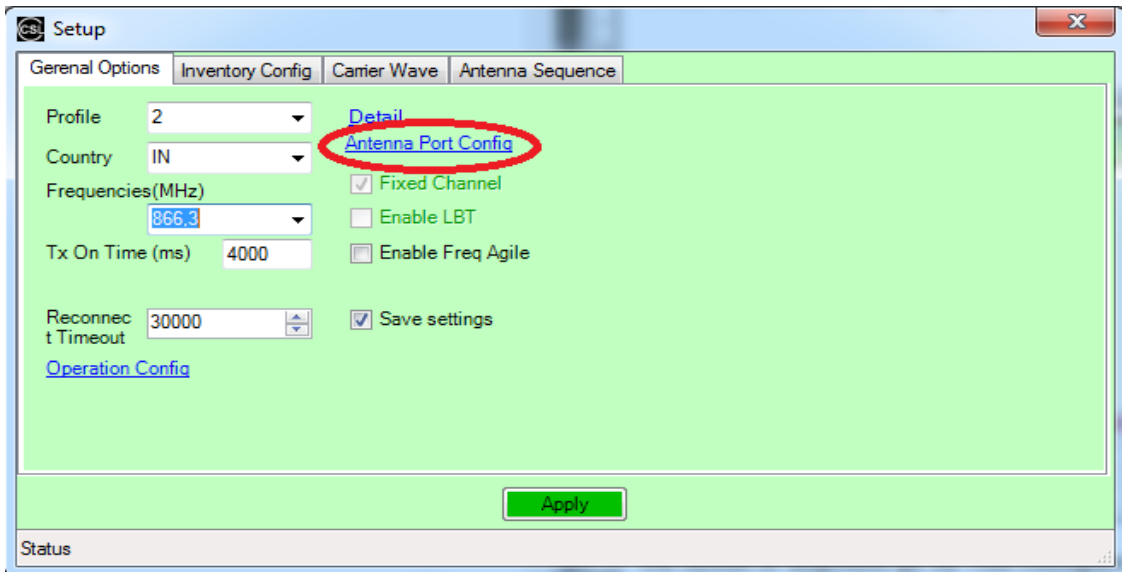 CSL Setup
Gerenal Options Inventory Config Carrier Wave Antenna Sequence
Profile 2 Detail
Antenna Port Config
Country IN
Fixed Channel
Frequencies(MHz)
866,3 Enable LBT
Tx On Time (ms) 4000 Enable Freq Agile
Reconnec
t Timeout 30000 Save settings
Operation Config
Apply
Status